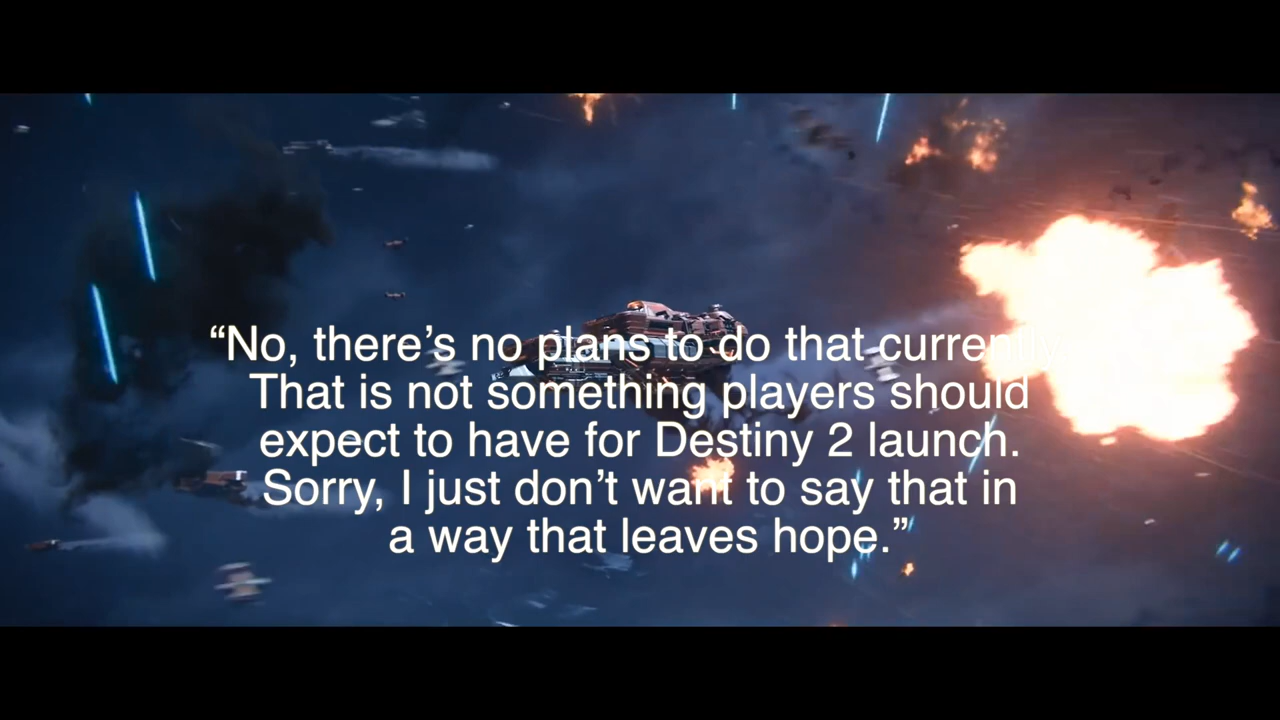 “No, there’s no plans to do that currently.
That is not something players should
expect to have for Destiny 2 launch.
Sorry, I just don’t want to say that in
a way that leaves hope.”